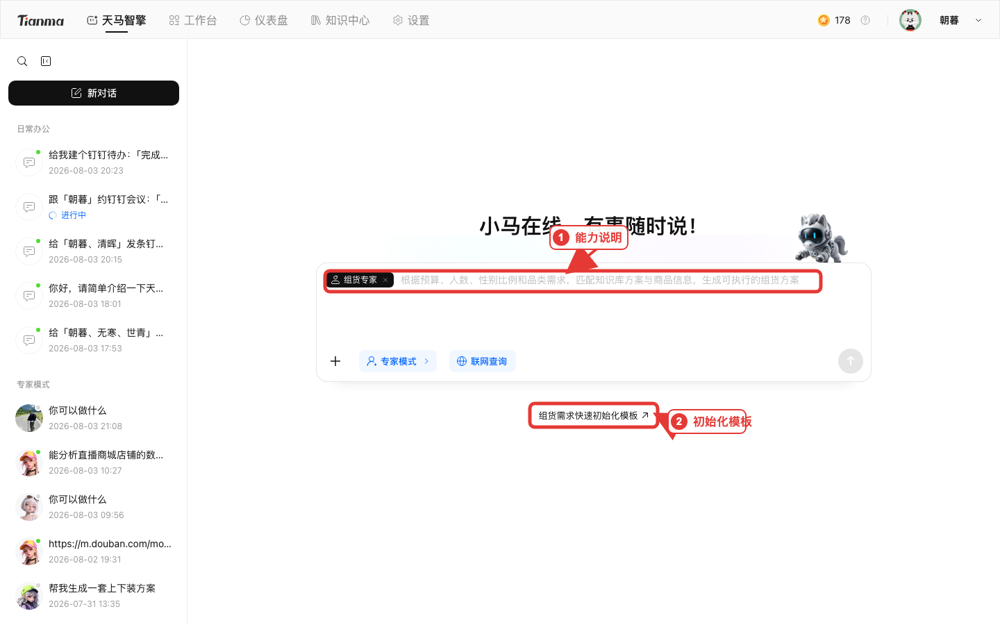 Tianma
天马智擎
工作台
仪表盘
知识中心
设置
178
朝暮
新对话
日常办公
给我建个钉钉待办：「完成...
2026-08-03 20:23
跟「朝暮」约钉钉会议：「...
进行中
给「朝暮、清晖」发条钉...
2026-08-03 20:15
你好，请简单介绍一下天...
2026-08-03 18:01
给「朝暮、无寒、世青」...
2026-08-03 17:53
专家模式
你可以做什么
2026-08-03 21:08
能分析直播商城店铺的数...
2026-08-03 10:27
你可以做什么
2026-08-03 09:56
https://m.douban.com/mo...
2026-08-02 19:31
帮我生成一套上下装方案
2026-07-31 13:35
小马在线，有事随时说！
1 能力说明
组货专家 ×
根据预算、人数、性别比例和品类需求，匹配知识库方案与商品信息，生成可执行的组货方案
专家模式
联网查询
组货需求快速初始化模板
2 初始化模板